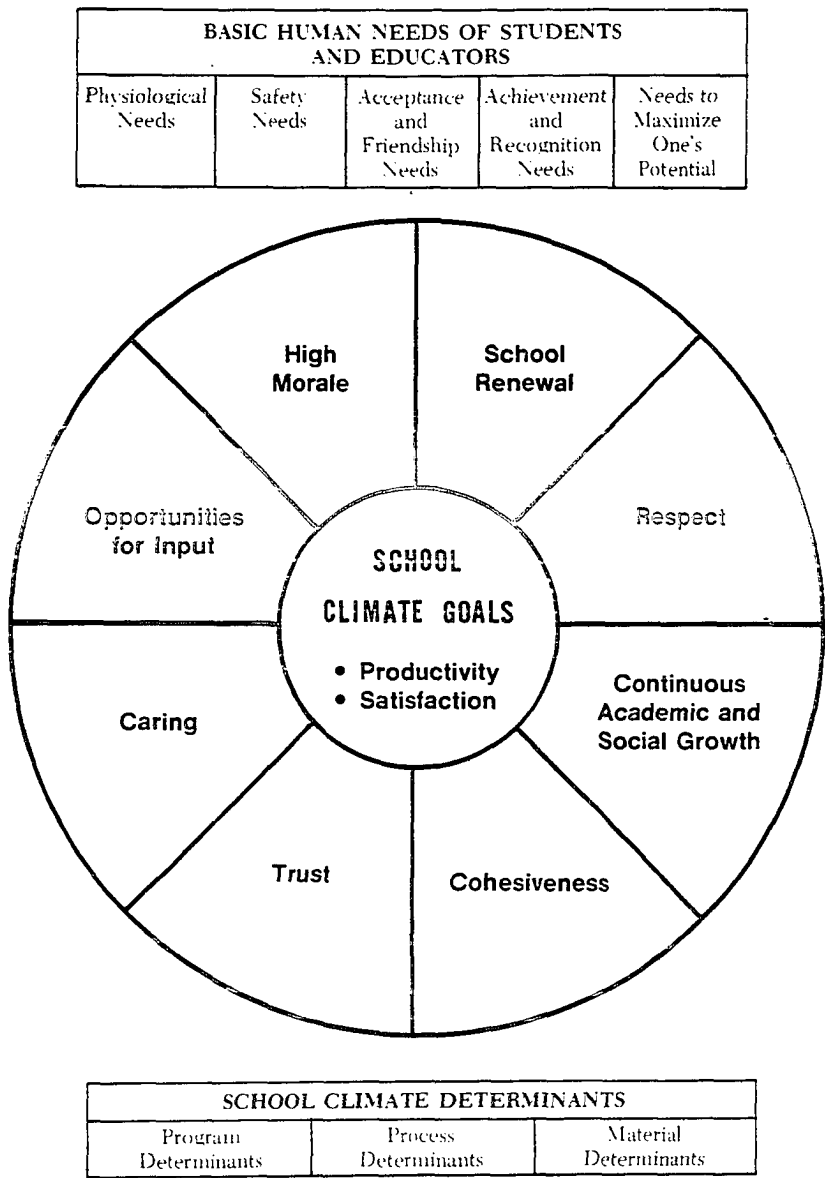 BASIC HUMAN NEEDS OF STUDENTS
AND EDUCATORS
Physiological
Needs
Safety
Needs
Acceptance
and
Friendship
Needs
Achievement
and
Recognition
Needs
Needs to
Maximize
One's
Potential
High
Morale
School
Renewal
Opportunities
for Input
Respect
SCHOOL
CLIMATE GOALS
• Productivity
• Satisfaction
Caring
Continuous
Academic and
Social Growth
Trust
Cohesiveness
SCHOOL CLIMATE DETERMINANTS
Program
Determinants
Process
Determinants
Material
Determinants